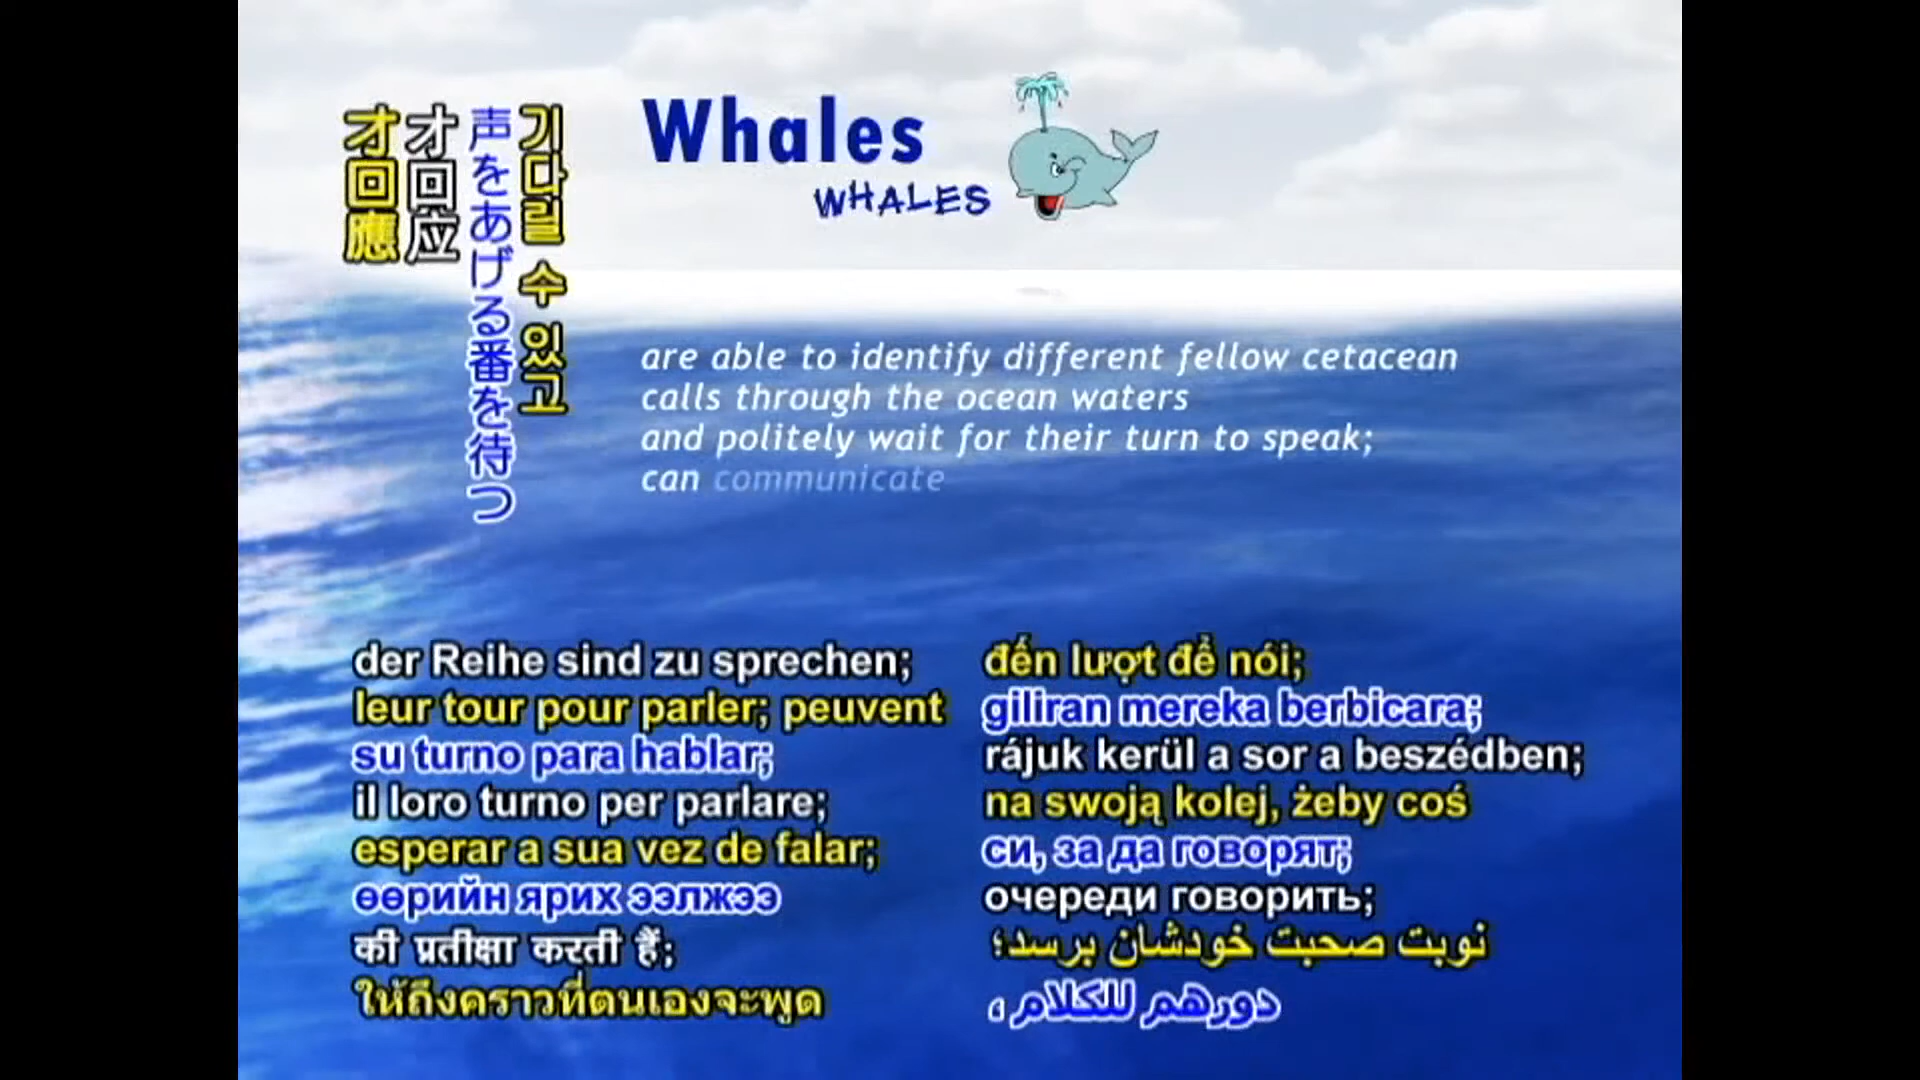 才回應
才回应
声をあげる番を待つ
기다릴 수 있고
Whales
WHALES
are able to identify different fellow cetacean
calls through the ocean waters
and politely wait for their turn to speak;
can communicate
der Reihe sind zu sprechen;
leur tour pour parler; peuvent
su turno para hablar;
il loro turno per parlare;
esperar a sua vez de falar;
өөрийн ярих ээлжээ
की प्रतीक्षा करती हैं;
ให้ถึงคราวที่ตนเองจะพูด
đến lượt để nói;
giliran mereka berbicara;
rájuk kerül a sor a beszédben;
na swoją kolej, żeby coś
си, за да говорят;
очереди говорить;
نوبت صحبت خودشان برسد؛
دورهم للكلام ،